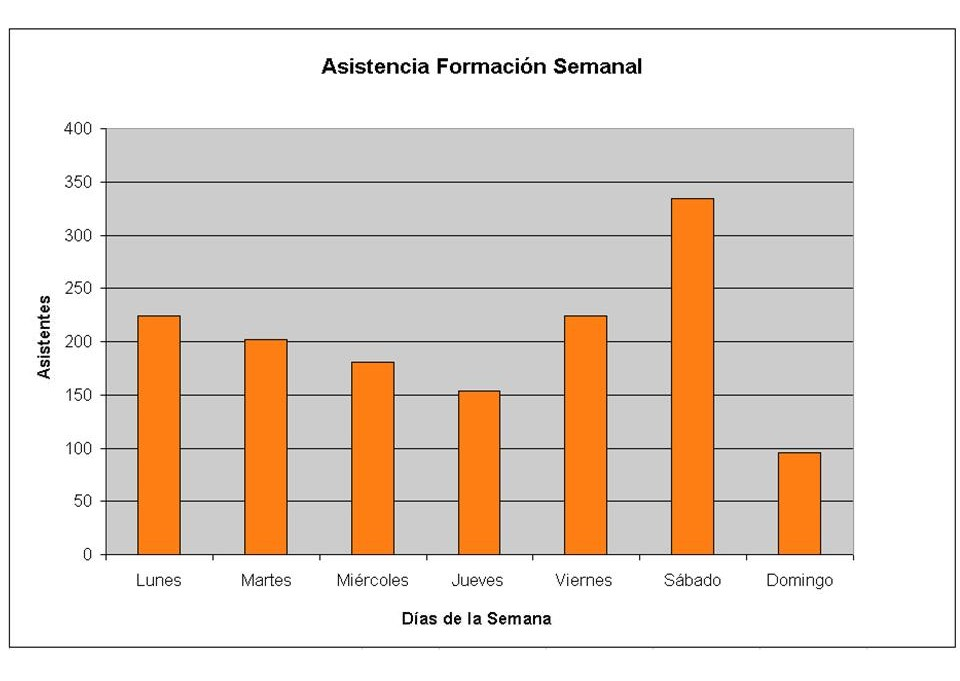 Asistencia Formación Semanal
400
350
300
250
200
150
100
50
0
Asistentes
Lunes Martes Miércoles Jueves Viernes Sábado Domingo
Días de la Semana